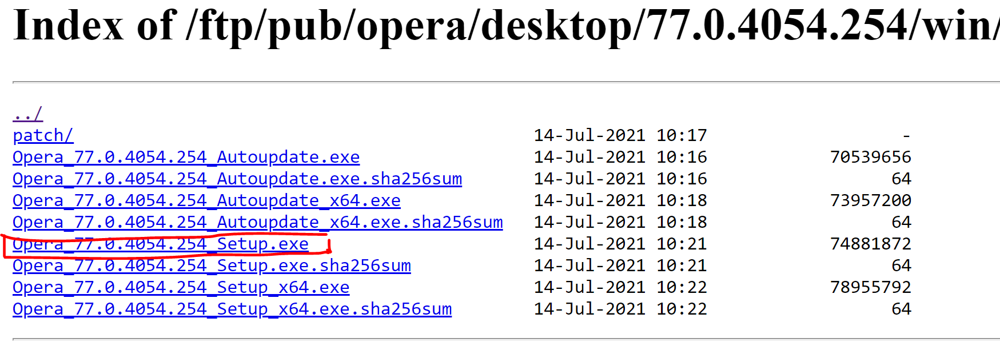 Index of /ftp/pub/opera/desktop/77.0.4054.254/win/
../
patch/ 14-Jul-2021 10:17 -
Opera_77.0.4054.254_Autoupdate.exe 14-Jul-2021 10:16 70539656
Opera_77.0.4054.254_Autoupdate.exe.sha256sum 14-Jul-2021 10:16 64
Opera_77.0.4054.254_Autoupdate_x64.exe 14-Jul-2021 10:18 73957200
Opera_77.0.4054.254_Autoupdate_x64.exe.sha256sum 14-Jul-2021 10:18 64
Opera_77.0.4054.254_Setup.exe 14-Jul-2021 10:21 74881872
Opera_77.0.4054.254_Setup.exe.sha256sum 14-Jul-2021 10:21 64
Opera_77.0.4054.254_Setup_x64.exe 14-Jul-2021 10:22 78955792
Opera_77.0.4054.254_Setup_x64.exe.sha256sum 14-Jul-2021 10:22 64